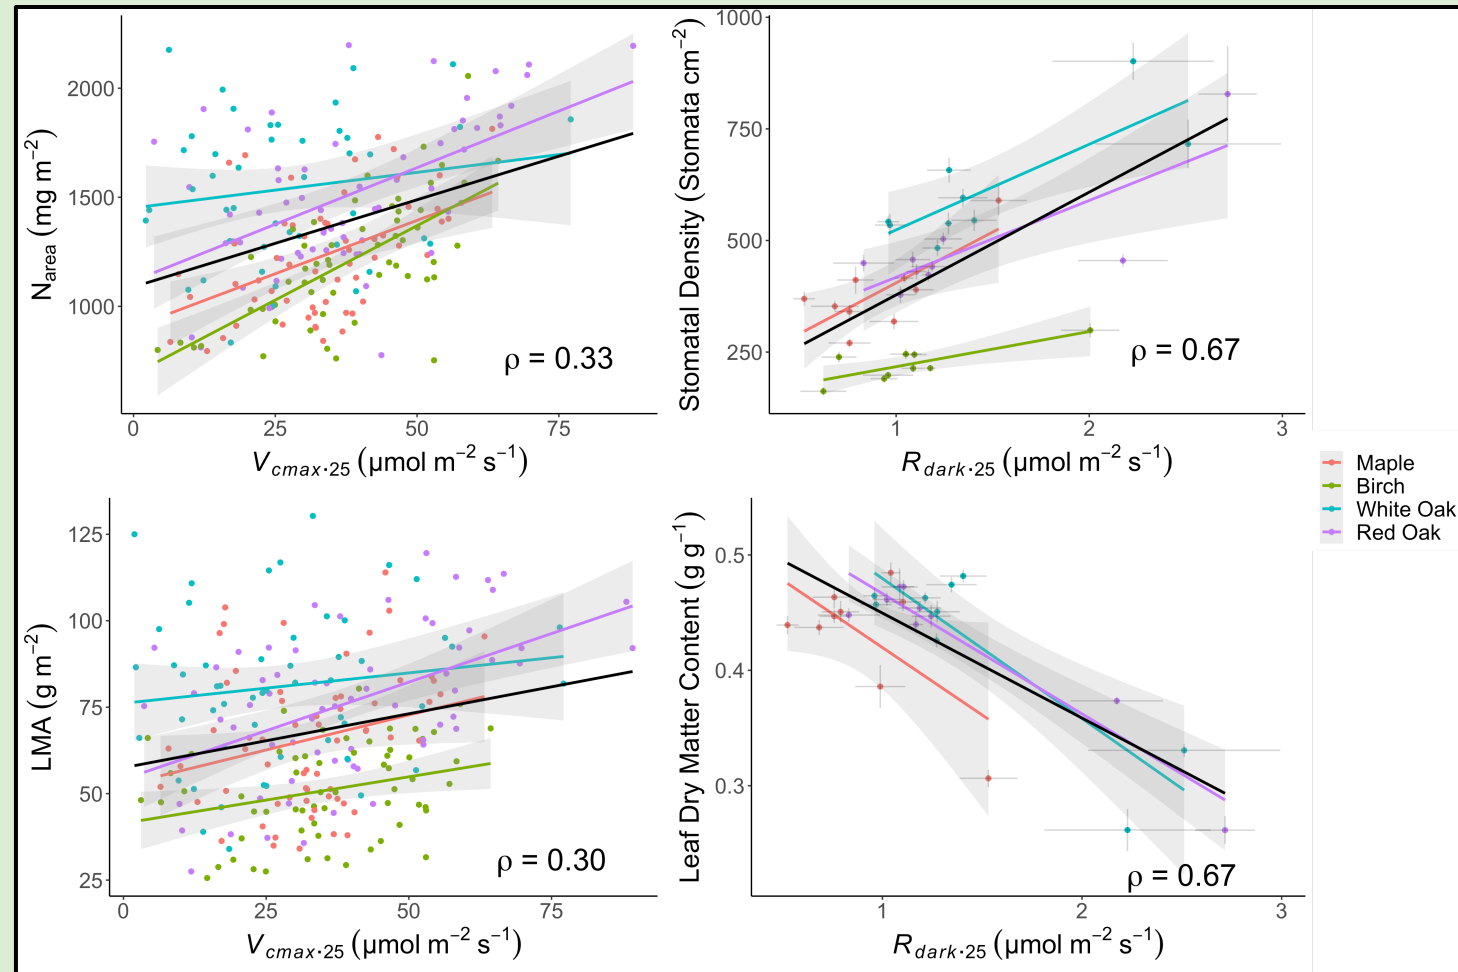 N_area (mg m⁻²)
2000
1500
1000
ρ = 0.33
0 25 50 75
V_cmax·25 (μmol m⁻² s⁻¹)
Stomatal Density (Stomata cm⁻²)
1000
750
500
250
ρ = 0.67
1 2 3
R_dark·25 (μmol m⁻² s⁻¹)
Maple
Birch
White Oak
Red Oak
LMA (g m⁻²)
125
100
75
50
25
ρ = 0.30
0 25 50 75
V_cmax·25 (μmol m⁻² s⁻¹)
Leaf Dry Matter Content (g g⁻¹)
0.5
0.4
0.3
ρ = 0.67
1 2 3
R_dark·25 (μmol m⁻² s⁻¹)